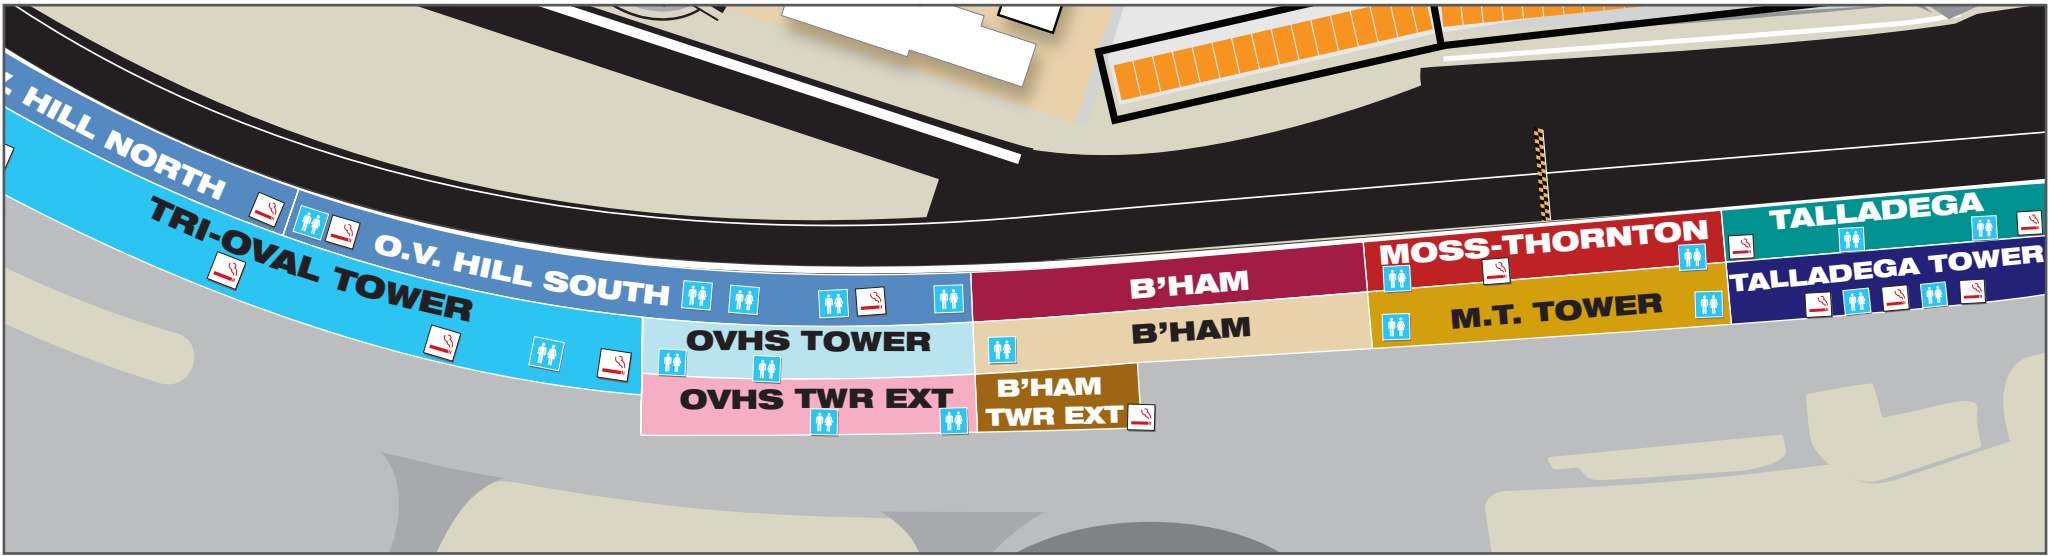 . HILL NORTH
TRI-OVAL TOWER
O.V. HILL SOUTH
OVHS TOWER
OVHS TWR EXT
B’HAM
B’HAM
B’HAM
TWR EXT
MOSS-THORNTON
M.T. TOWER
TALLADEGA
TALLADEGA TOWER